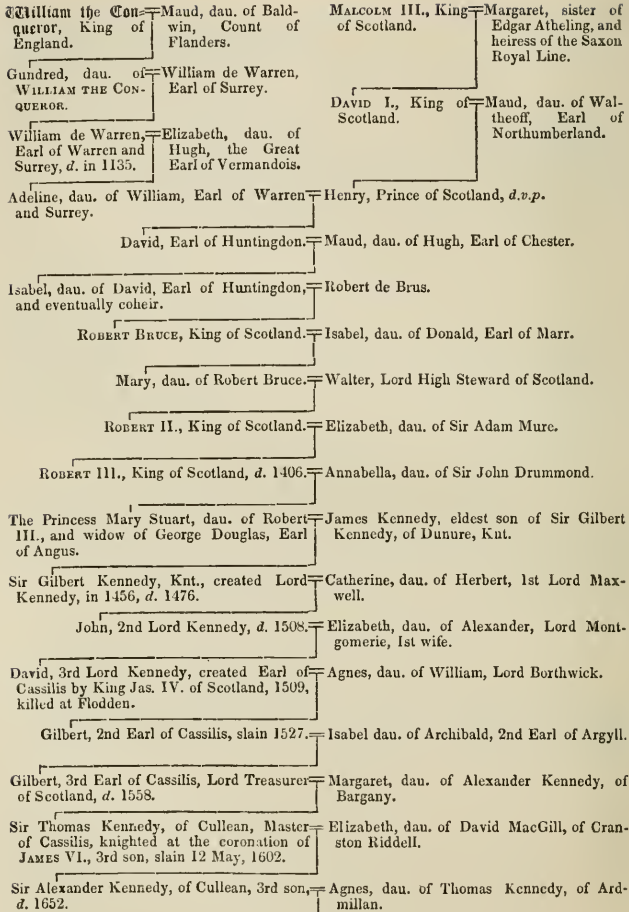 William the Con-
queror, King of
England.
Maud, dau. of Bald-
win, Count of
Flanders.
MALCOLM III., King
of Scotland.
Margaret, sister of
Edgar Atheling, and
heiress of the Saxon
Royal Line.
Gundred, dau. of
WILLIAM THE CON-
QUEROR.
William de Warren,
Earl of Surrey.
DAVID I., King of
Scotland.
Maud, dau. of Wal-
theoff, Earl of
Northumberland.
William de Warren,
Earl of Warren and
Surrey, d. in 1135.
Elizabeth, dau. of
Hugh, the Great
Earl of Vermandois.
Adeline, dau. of William, Earl of Warren
and Surrey.
Henry, Prince of Scotland, d.v.p.
David, Earl of Huntingdon.
Maud, dau. of Hugh, Earl of Chester.
Isabel, dau. of David, Earl of Huntingdon,
and eventually coheir.
Robert de Brus.
ROBERT BRUCE, King of Scotland.
Isabel, dau. of Donald, Earl of Marr.
Mary, dau. of Robert Bruce.
Walter, Lord High Steward of Scotland.
ROBERT II., King of Scotland.
Elizabeth, dau. of Sir Adam Mure.
ROBERT III., King of Scotland, d. 1406.
Annabella, dau. of Sir John Drummond.
The Princess Mary Stuart, dau. of Robert
III., and widow of George Douglas, Earl
of Angus.
James Kennedy, eldest son of Sir Gilbert
Kennedy, of Dunure, Knt.
Sir Gilbert Kennedy, Knt., created Lord
Kennedy, in 1456, d. 1476.
Catherine, dau. of Herbert, 1st Lord Max-
well.
John, 2nd Lord Kennedy, d. 1508.
Elizabeth, dau. of Alexander, Lord Mont-
gomerie, 1st wife.
David, 3rd Lord Kennedy, created Earl of
Cassilis by King Jas. IV. of Scotland, 1509,
killed at Flodden.
Agnes, dau. of William, Lord Borthwick.
Gilbert, 2nd Earl of Cassilis, slain 1527.
Isabel dau. of Archibald, 2nd Earl of Argyll.
Gilbert, 3rd Earl of Cassilis, Lord Treasurer
of Scotland, d. 1558.
Margaret, dau. of Alexander Kennedy, of
Bargany.
Sir Thomas Kennedy, of Cullean, Master
of Cassilis, knighted at the coronation of
JAMES VI., 3rd son, slain 12 May, 1602.
Elizabeth, dau. of David MacGill, of Cran-
ston Riddell.
Sir Alexander Kennedy, of Cullean, 3rd son,
d. 1652.
Agnes, dau. of Thomas Kennedy, of Ard-
millan.